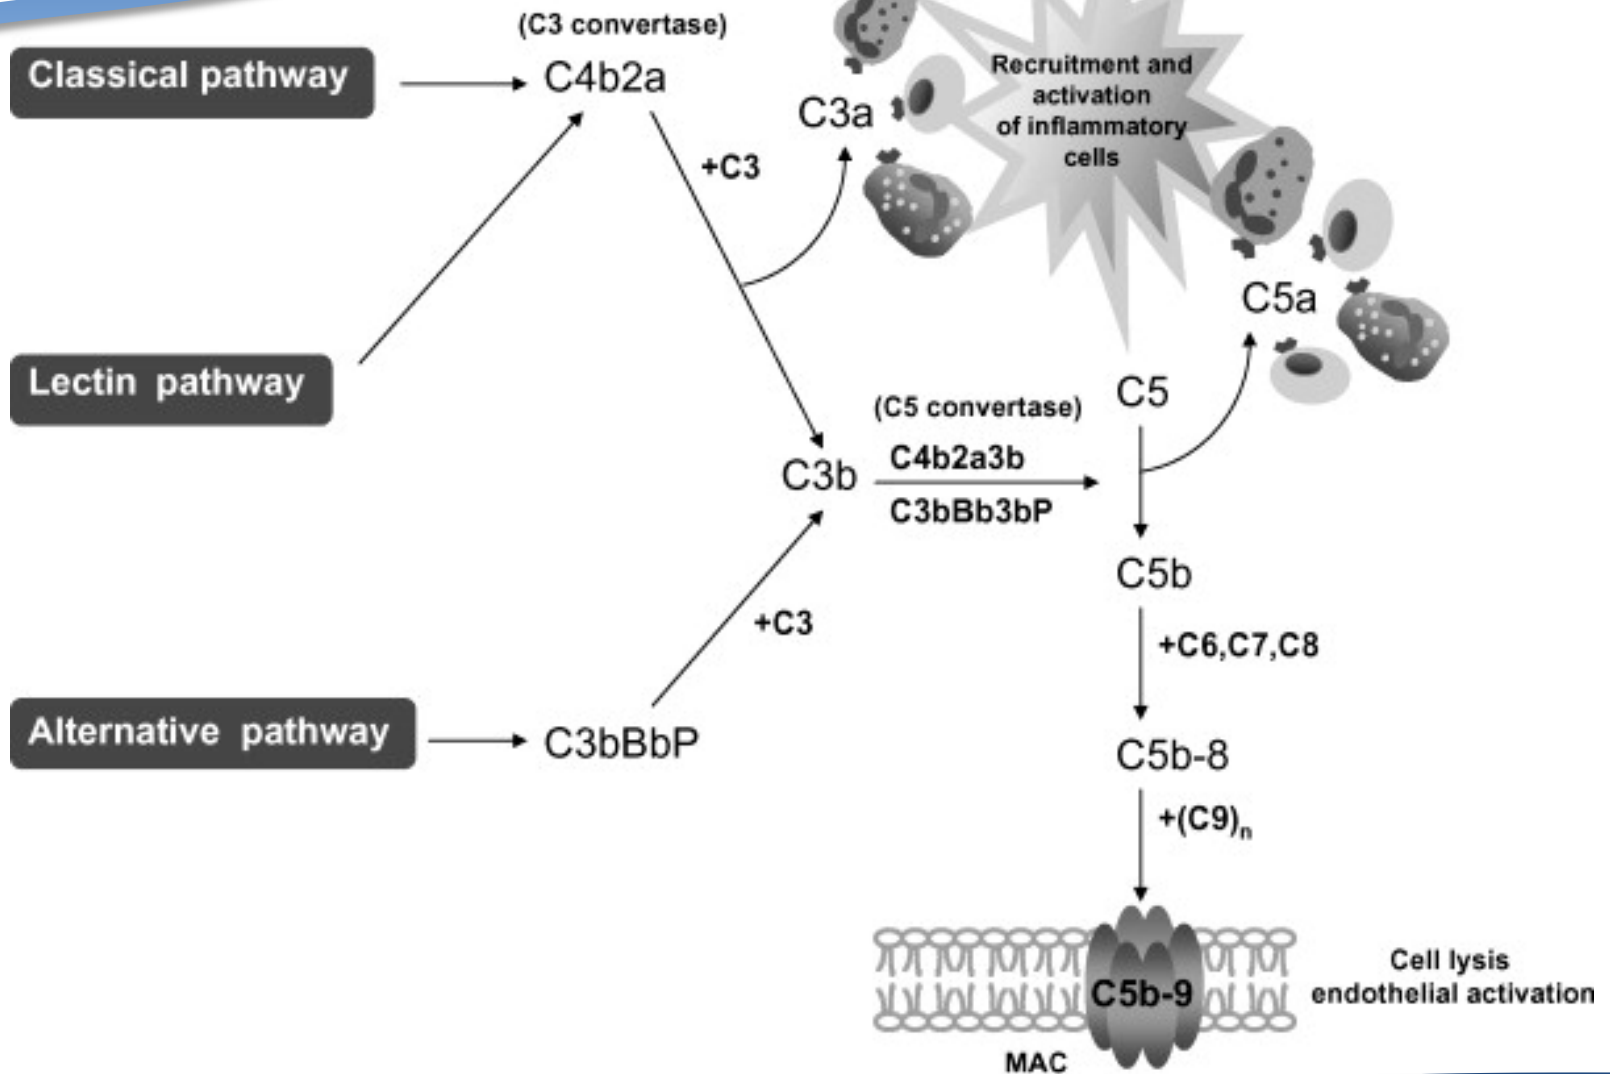 (C3 convertase)
Classical pathway
C4b2a
C3a
Recruitment and
activation
of inflammatory
cells
+C3
C5a
Lectin pathway
C5
(C5 convertase)
C4b2a3b
C3b
C3bBb3bP
C5b
+C3
+C6,C7,C8
Alternative pathway
C3bBbP
C5b-8
+(C9)n
C5b-9
Cell lysis
endothelial activation
MAC